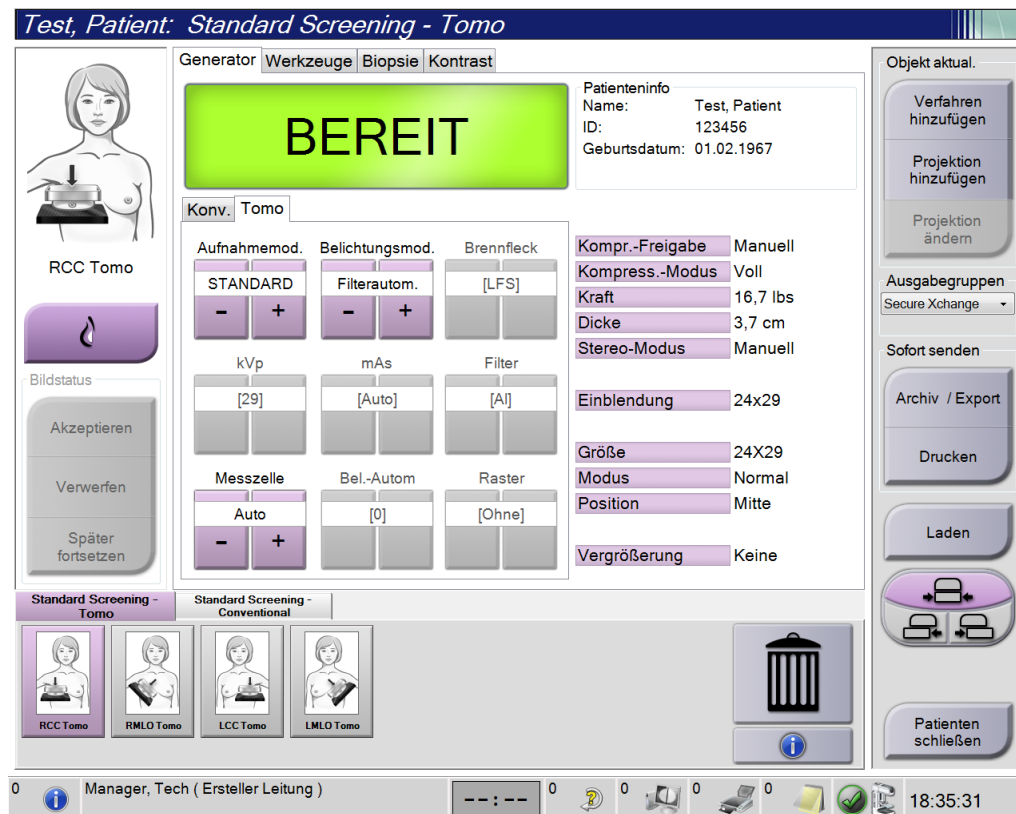 Test, Patient: Standard Screening - Tomo
Generator Werkzeuge Biopsie Kontrast
BEREIT
Patienteninfo
Name: Test, Patient
ID: 123456
Geburtsdatum: 01.02.1967
RCC Tomo
Bildstatus
Akzeptieren
Verwerfen
Später
fortsetzen
Konv. Tomo
Aufnahmemod. Belichtungsmod. Brennfleck
STANDARD Filterautom. [LFS]
- + - +
kVp mAs Filter
[29] [Auto] [Al]
Messzelle Bel.-Autom Raster
Auto [0] [Ohne]
- +
Kompr.-Freigabe Manuell
Kompress.-Modus Voll
Kraft 16,7 lbs
Dicke 3,7 cm
Stereo-Modus Manuell
Einblendung 24x29
Größe 24X29
Modus Normal
Position Mitte
Vergrößerung Keine
Objekt aktual.
Verfahren
hinzufügen
Projektion
hinzufügen
Projektion
ändern
Ausgabegruppen
Secure Xchange
Sofort senden
Archiv / Export
Drucken
Laden
Patienten
schließen
Standard Screening -
Tomo
Standard Screening -
Conventional
RCC Tomo RMLO Tomo LCC Tomo LMLO Tomo
0 Manager, Tech ( Ersteller Leitung ) --:-- 0 0 0 0 18:35:31